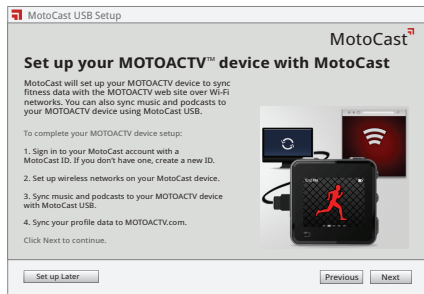 MotoCast USB Setup
MotoCast
Set up your MOTOACTV™ device with MotoCast
MotoCast will set up your MOTOACTV device to sync
fitness data with the MOTOACTV web site over Wi-Fi
networks. You can also sync music and podcasts to
your MOTOACTV device using MotoCast USB.
To complete your MOTOACTV device setup:
1. Sign in to your MotoCast account with a
MotoCast ID. If you don’t have one, create a new ID.
2. Set up wireless networks on your MotoCast device.
3. Sync music and podcasts to your MOTOACTV device
with MotoCast USB.
4. Sync your profile data to MOTOACTV.com.
Click Next to continue.
Set up Later
Previous
Next